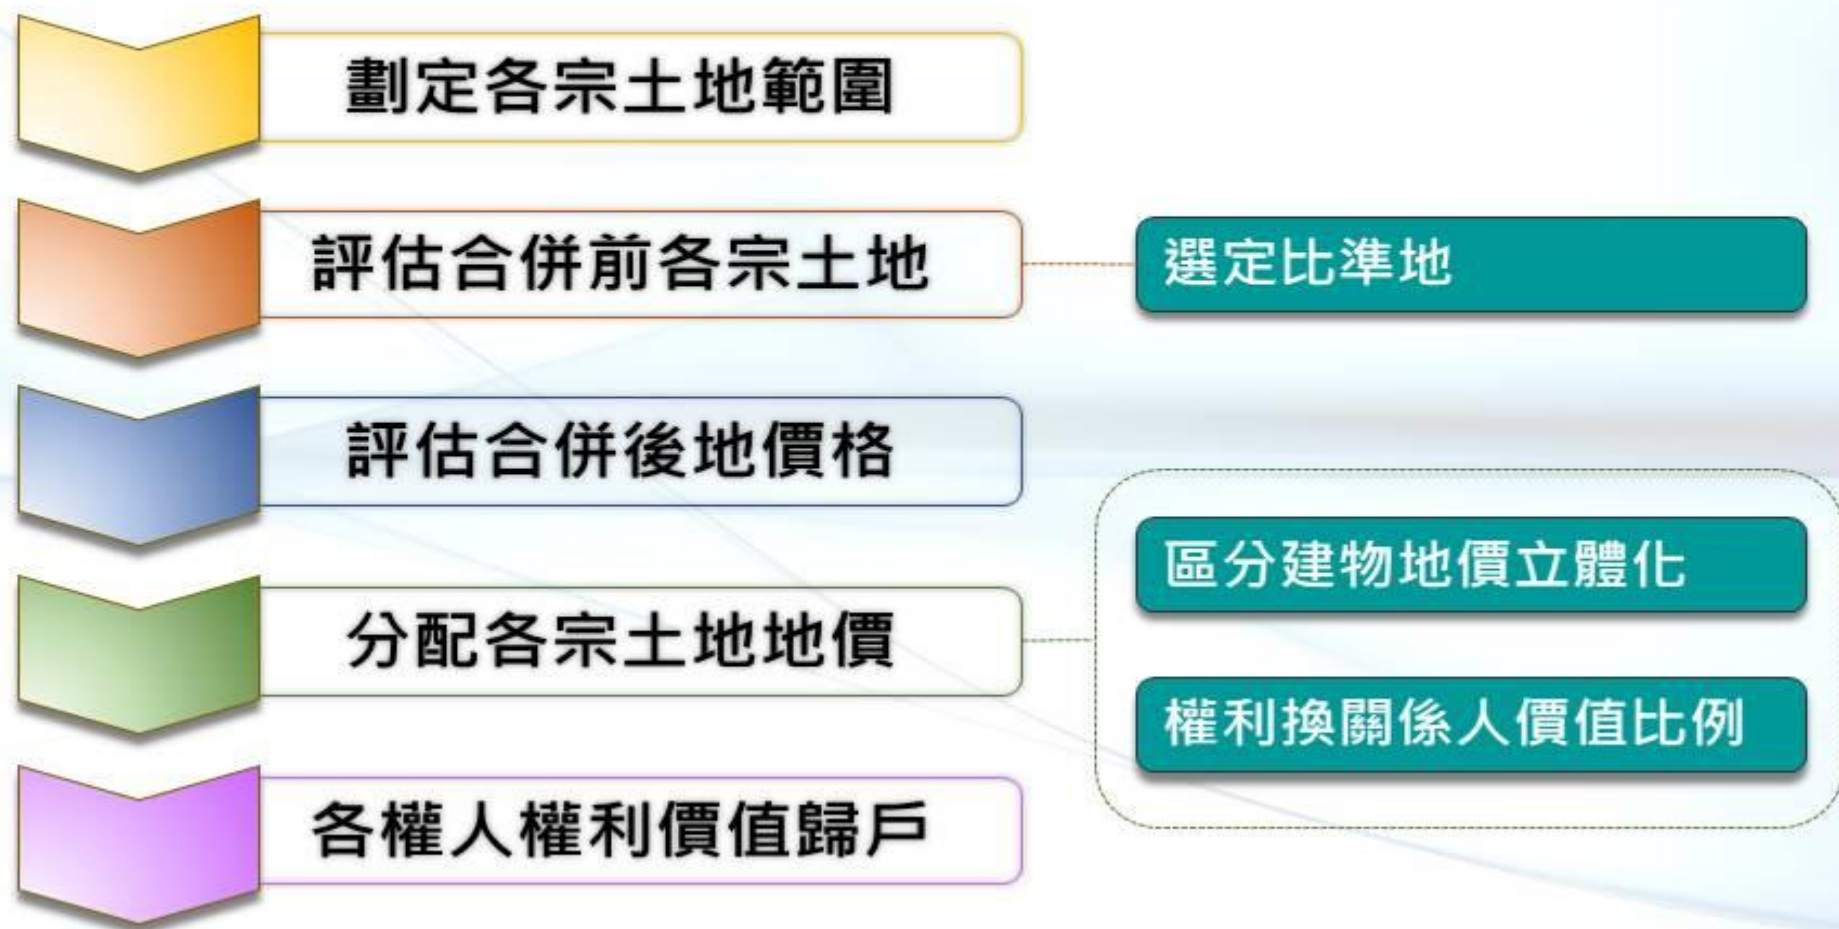 劃定各宗土地範圍
評估合併前各宗土地
選定比準地
評估合併後地價格
分配各宗土地地價
區分建物地價立體化
權利換關係人價值比例
各權人權利價值歸戶